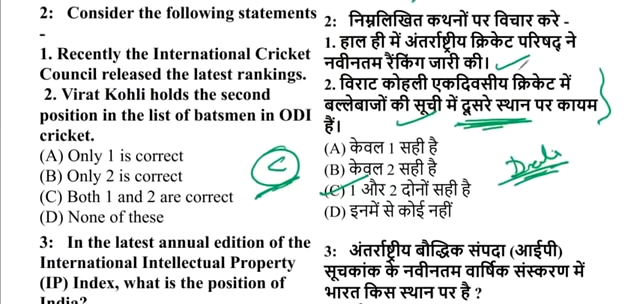 2: Consider the following statements
-
1. Recently the International Cricket
Council released the latest rankings.
2. Virat Kohli holds the second
position in the list of batsmen in ODI
cricket.
(A) Only 1 is correct
(B) Only 2 is correct
(C) Both 1 and 2 are correct
(D) None of these
3: In the latest annual edition of the
International Intellectual Property
(IP) Index, what is the position of
India?
2: निम्नलिखित कथनों पर विचार करे -
1. हाल ही में अंतर्राष्ट्रीय क्रिकेट परिषद् ने
नवीनतम रैंकिंग जारी की।
2. विराट कोहली एकदिवसीय क्रिकेट में
बल्लेबाजों की सूची में दूसरे स्थान पर कायम
हैं।
(A) केवल 1 सही है
(B) केवल 2 सही है
(C) 1 और 2 दोनों सही है
(D) इनमें से कोई नहीं
C
3: अंतर्राष्ट्रीय बौद्धिक संपदा (आईपी)
सूचकांक के नवीनतम वार्षिक संस्करण में
भारत किस स्थान पर है ?